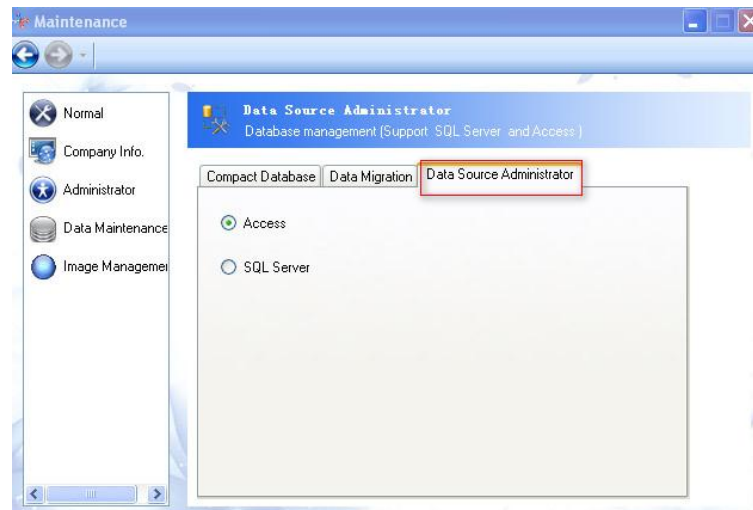 Maintenance
Normal
Company Info.
Administrator
Data Maintenance
Image Managemer
Data Source Administrator
Database management (Support SQL Server and Access )
Compact Database
Data Migration
Data Source Administrator
Access
SQL Server